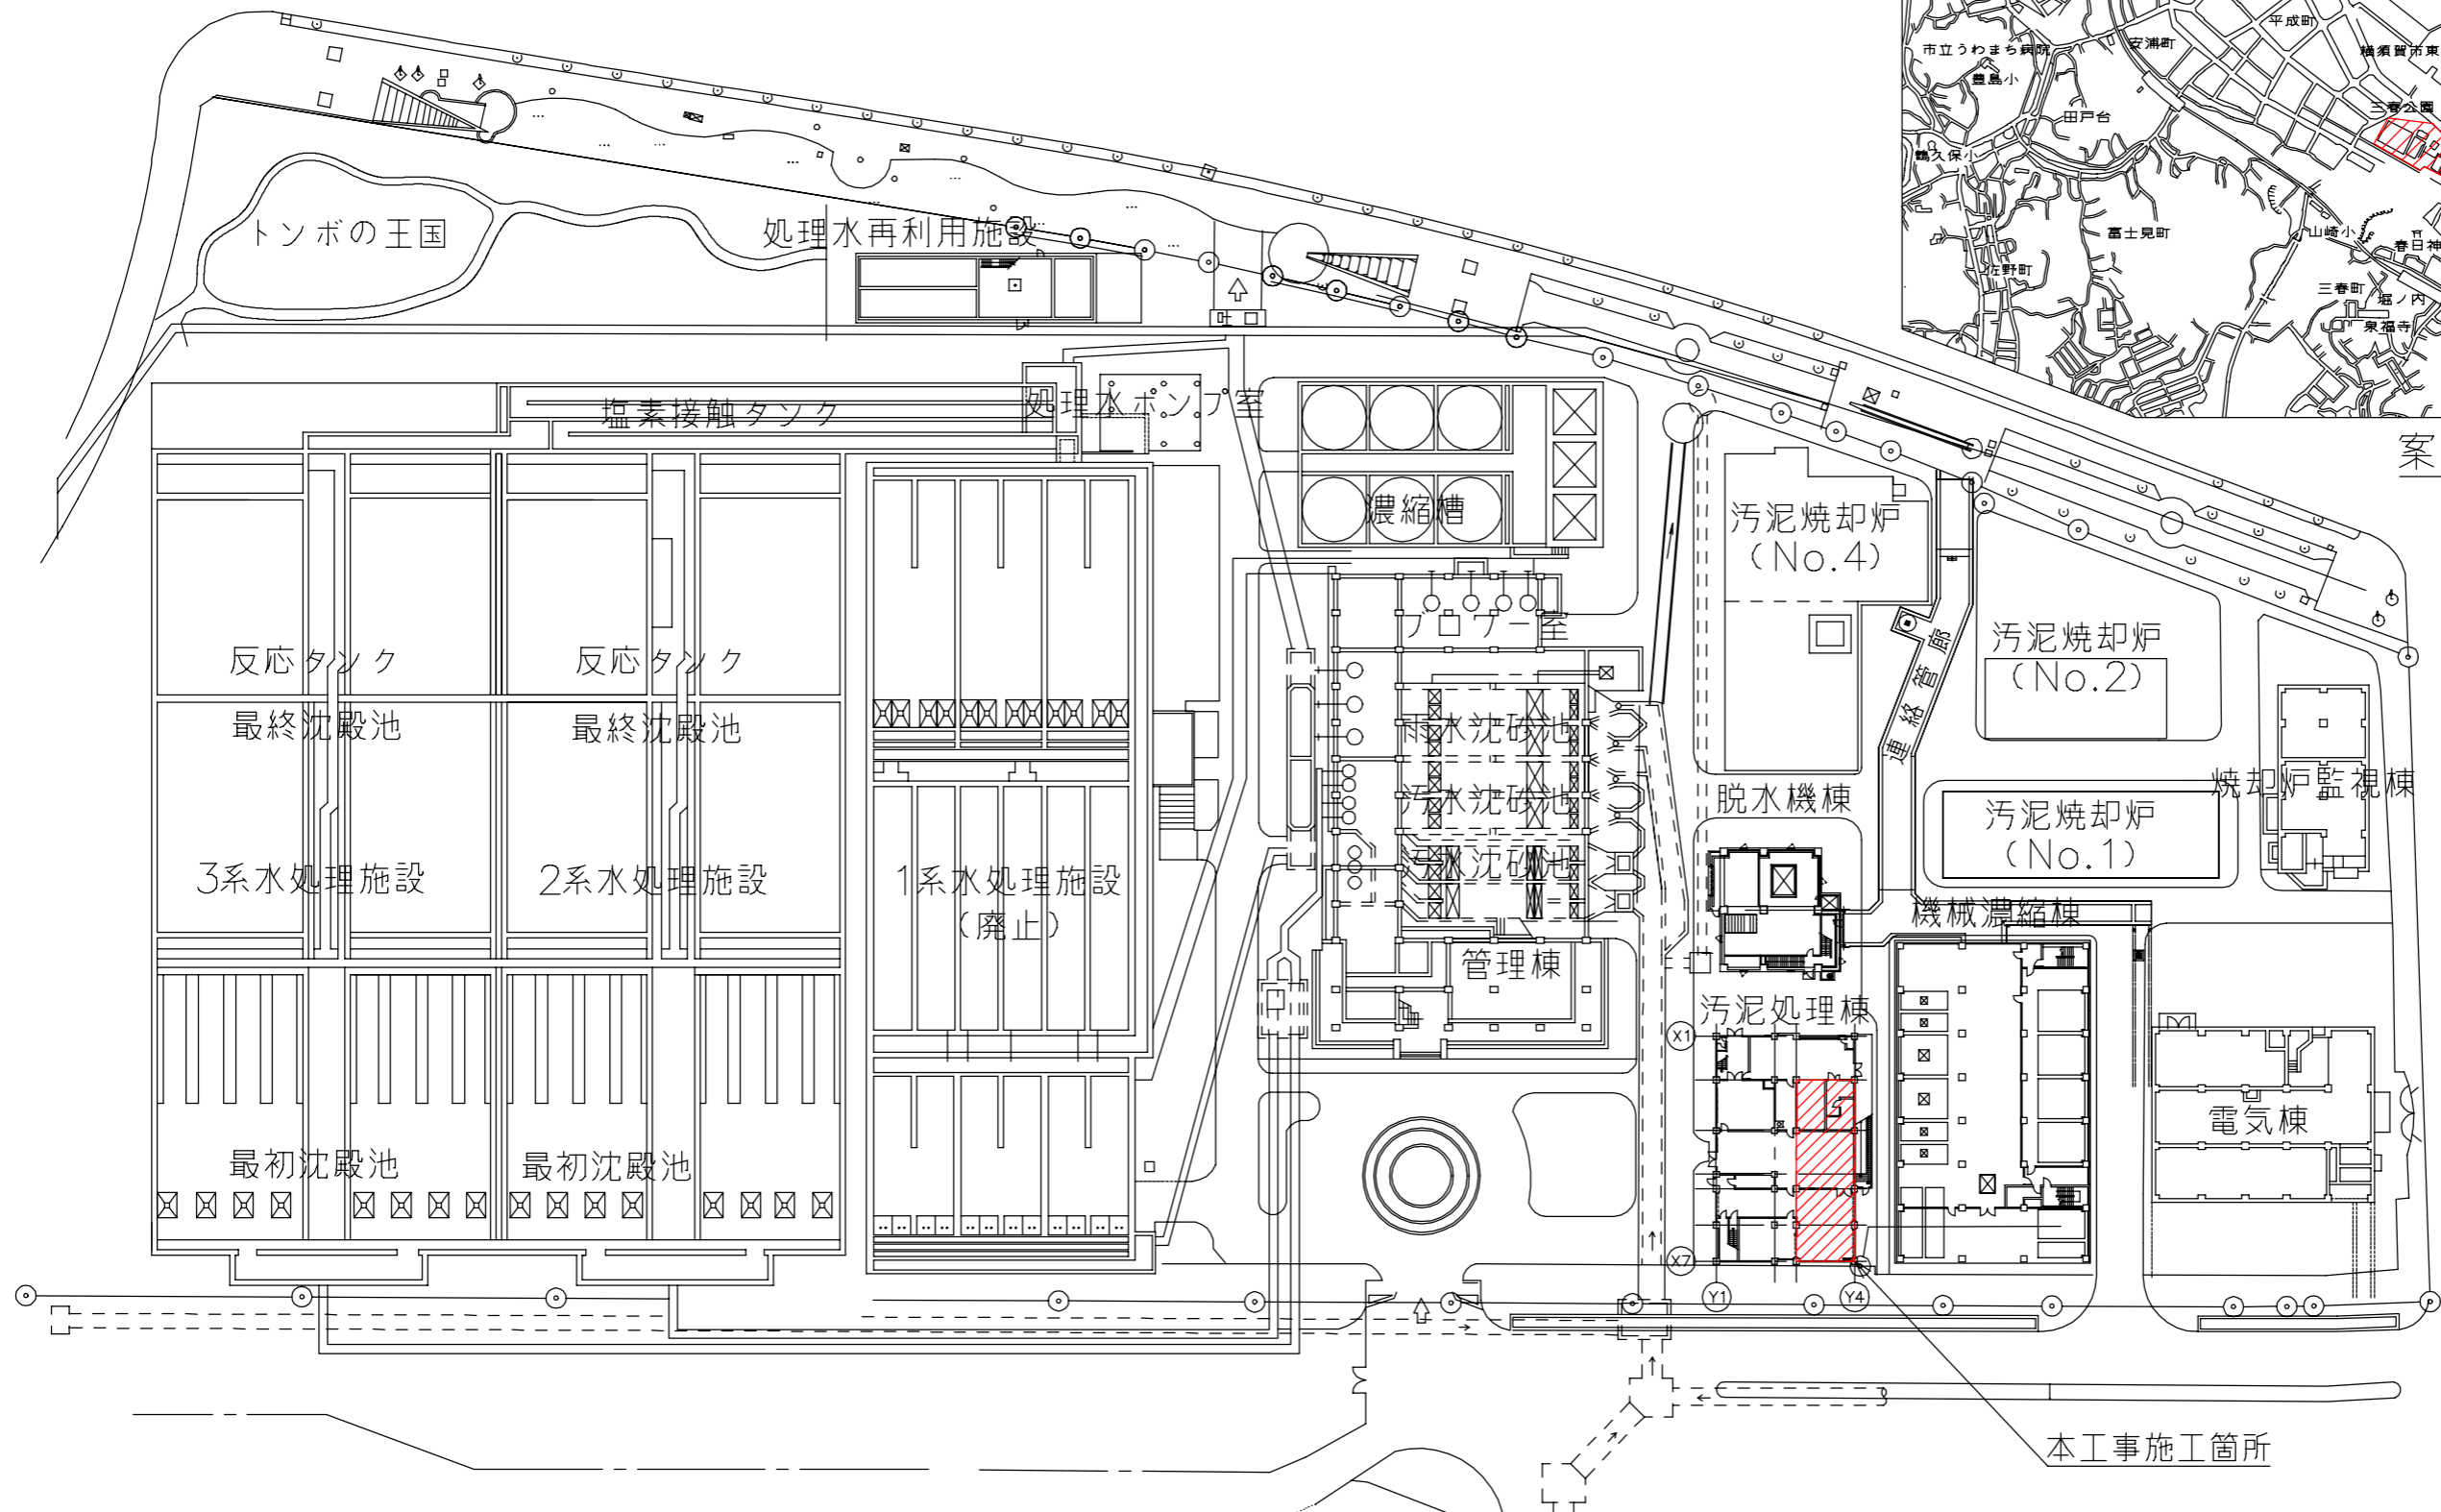 平成町
市立うわまち病院
安浦町
横須賀市東
豊島小
三春公園
田戸台
鶴久保小
富士見町
山崎小
春日神
佐野町
三春町
堀ノ内
泉福寺
案
トンボの王国
処理水再利用施設
吐口
塩素接触タンク
処理水ポンプ室
濃縮槽
汚泥焼却炉
(No.4)
ブロワー室
連絡管廊
汚泥焼却炉
(No.2)
反応タンク
反応タンク
最終沈殿池
最終沈殿池
雨水沈砂池
汚水沈砂池
汚水沈砂池
脱水機棟
焼却炉監視棟
汚泥焼却炉
(No.1)
3系水処理施設
2系水処理施設
1系水処理施設
(廃止)
機械濃縮棟
管理棟
汚泥処理棟
X1
電気棟
最初沈殿池
最初沈殿池
X7
Y1
Y4
本工事施工箇所